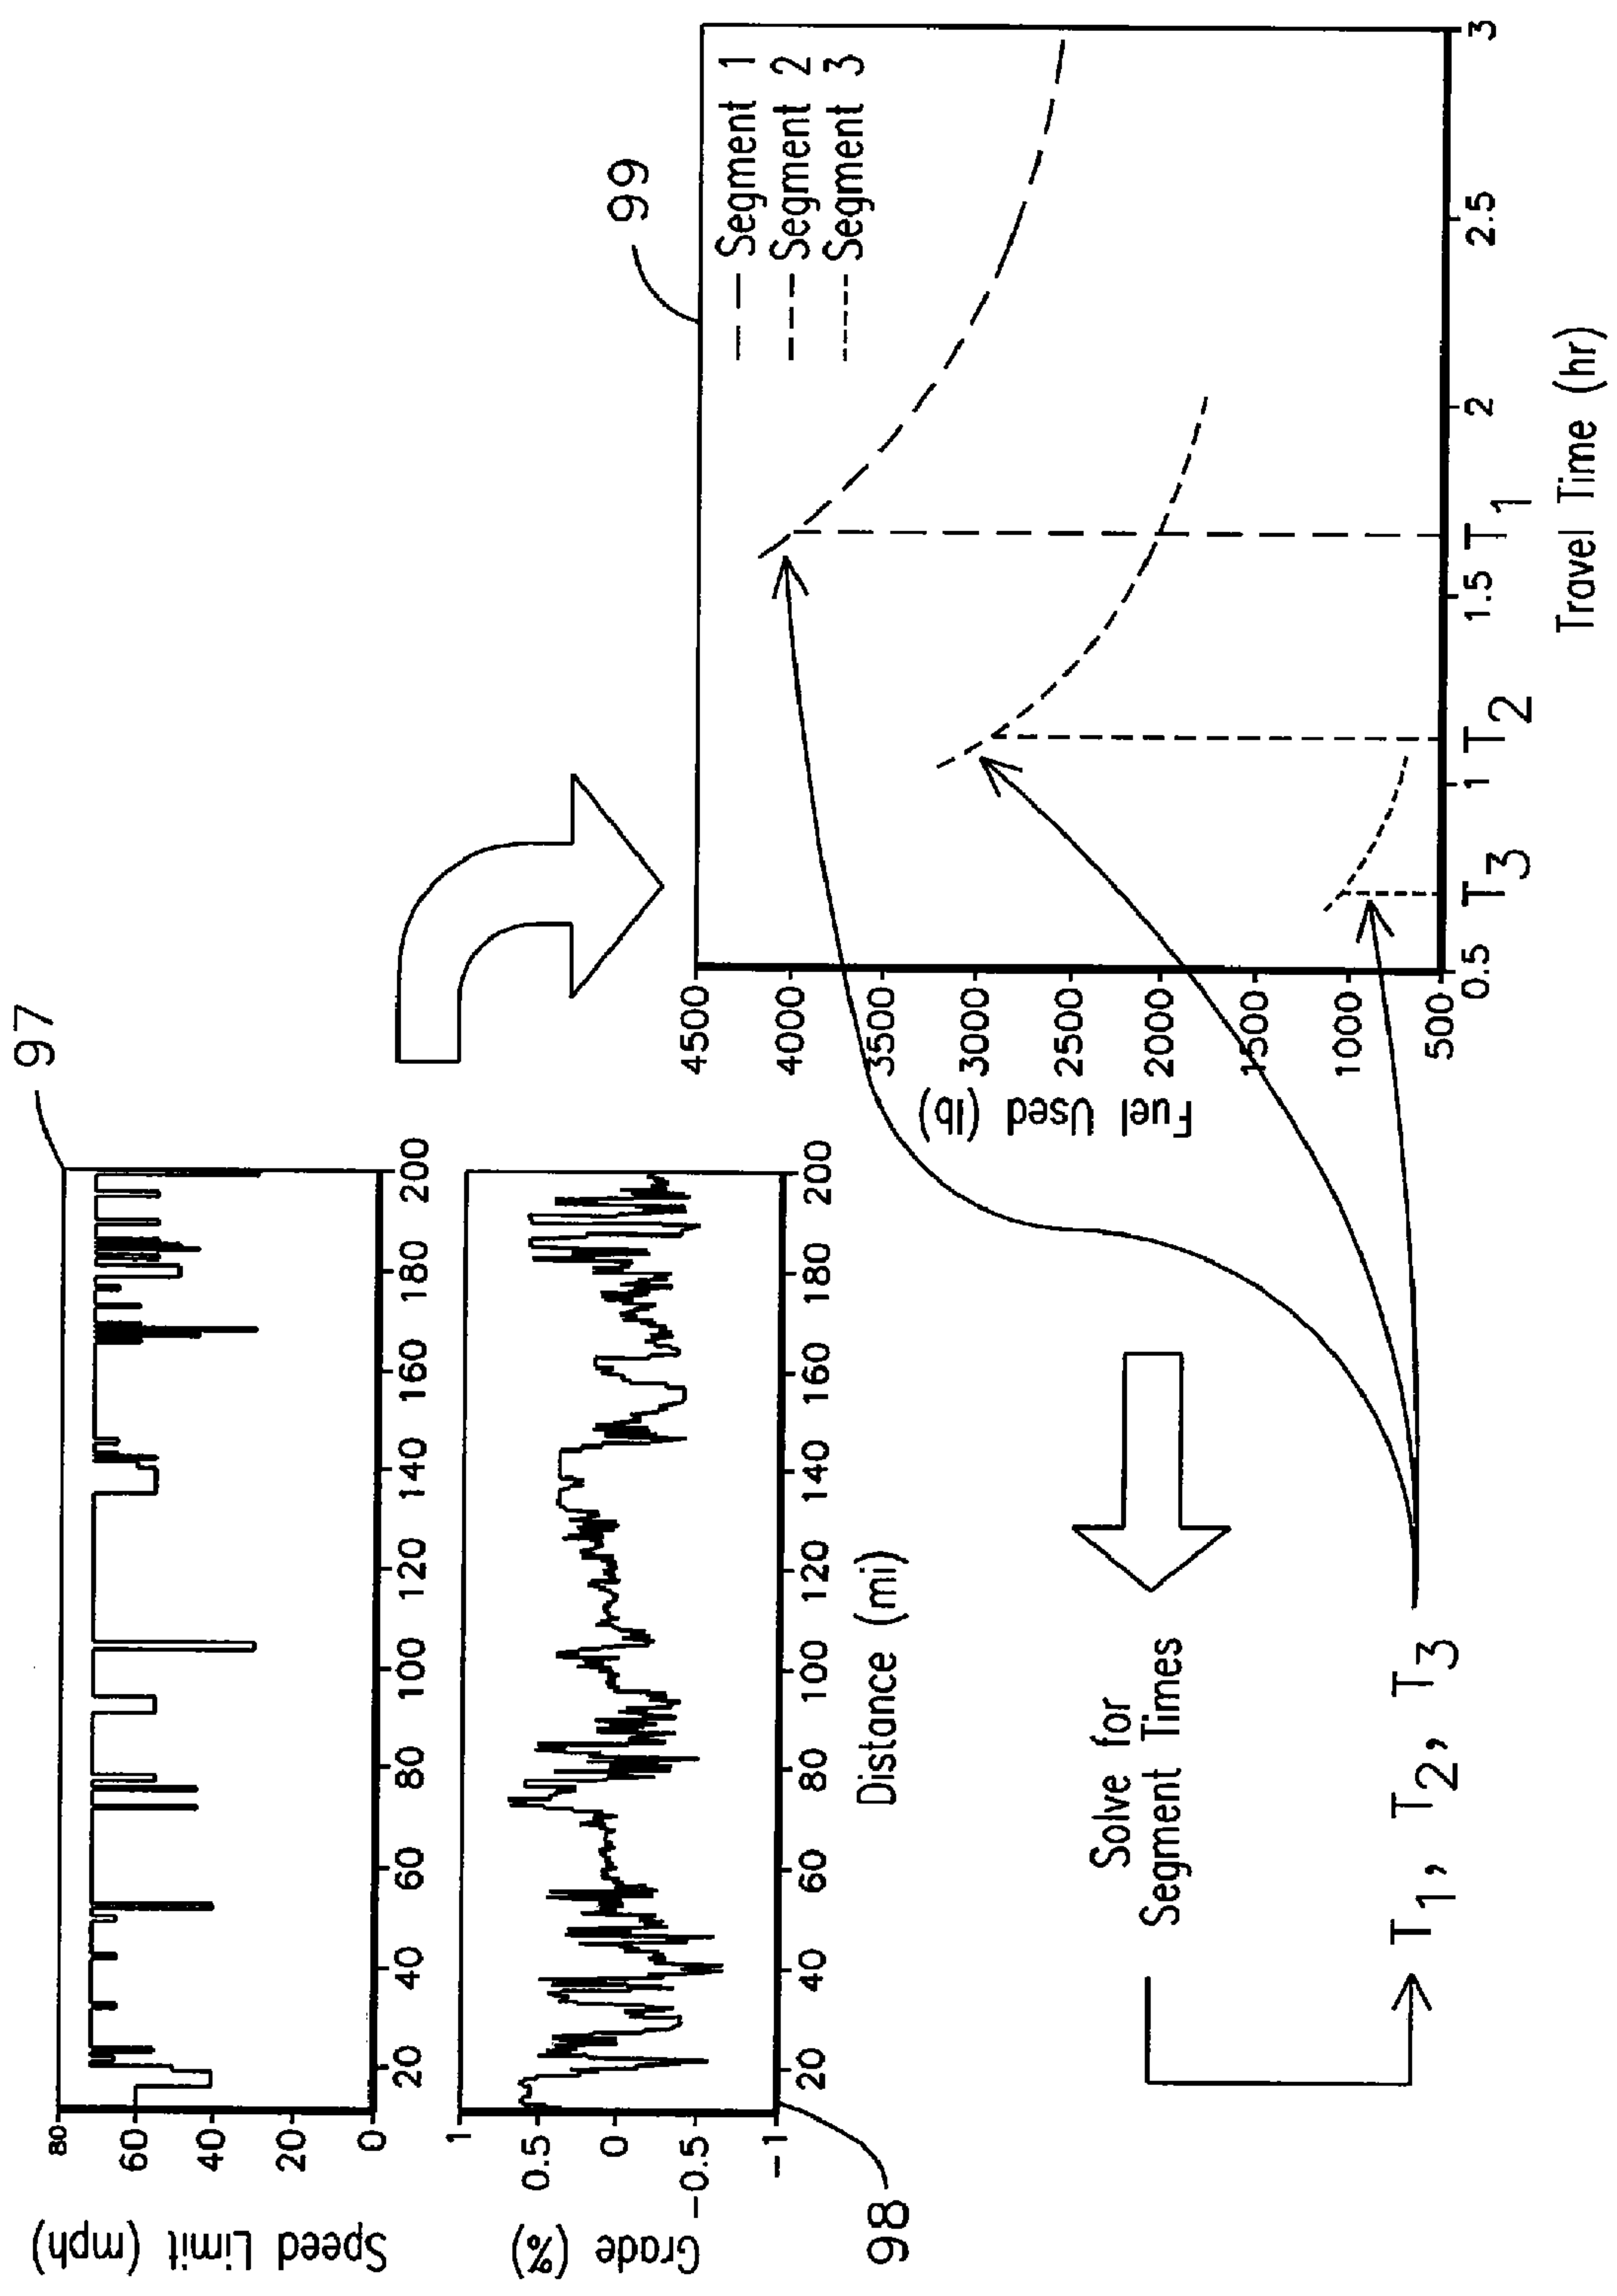 97
Speed Limit (mph)
80
60
40
20
0
20 40 60 80 100 120 140 160 180 200
Grade (%)
1
0.5
0
-0.5
-1
20 40 60 80 100 120 140 160 180 200
Distance (mi)
98
99
Fuel Used (lb)
4500
4000
3500
3000
2500
2000
1500
1000
500
Segment 1
Segment 2
Segment 3
0.5 T3 1 T2 1.5 T1 2 2.5 3
Travel Time (hr)
Solve for
Segment Times
T1, T2, T3